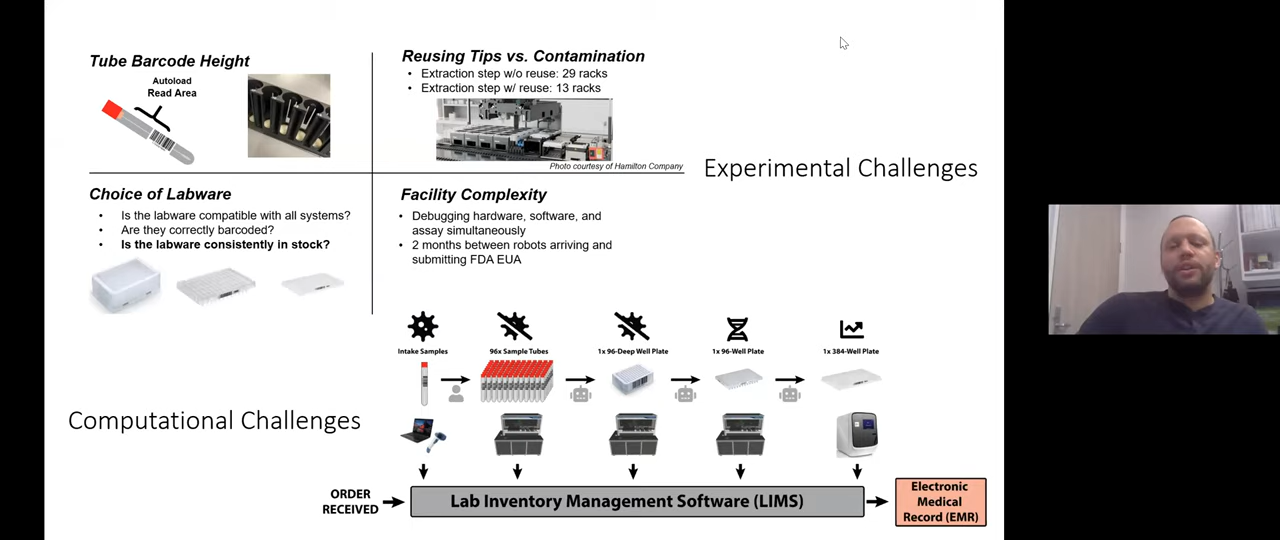 Tube Barcode Height
Autoload
Read Area
Reusing Tips vs. Contamination
• Extraction step w/o reuse: 29 racks
• Extraction step w/ reuse: 13 racks
Photo courtesy of Hamilton Company
Experimental Challenges
Choice of Labware
• Is the labware compatible with all systems?
• Are they correctly barcoded?
• Is the labware consistently in stock?
Facility Complexity
• Debugging hardware, software, and
assay simultaneously
• 2 months between robots arriving and
submitting FDA EUA
Computational Challenges
Intake Samples
96x Sample Tubes
1x 96-Deep Well Plate
1x 96-Well Plate
1x 384-Well Plate
ORDER
RECEIVED
Lab Inventory Management Software (LIMS)
Electronic
Medical
Record (EMR)